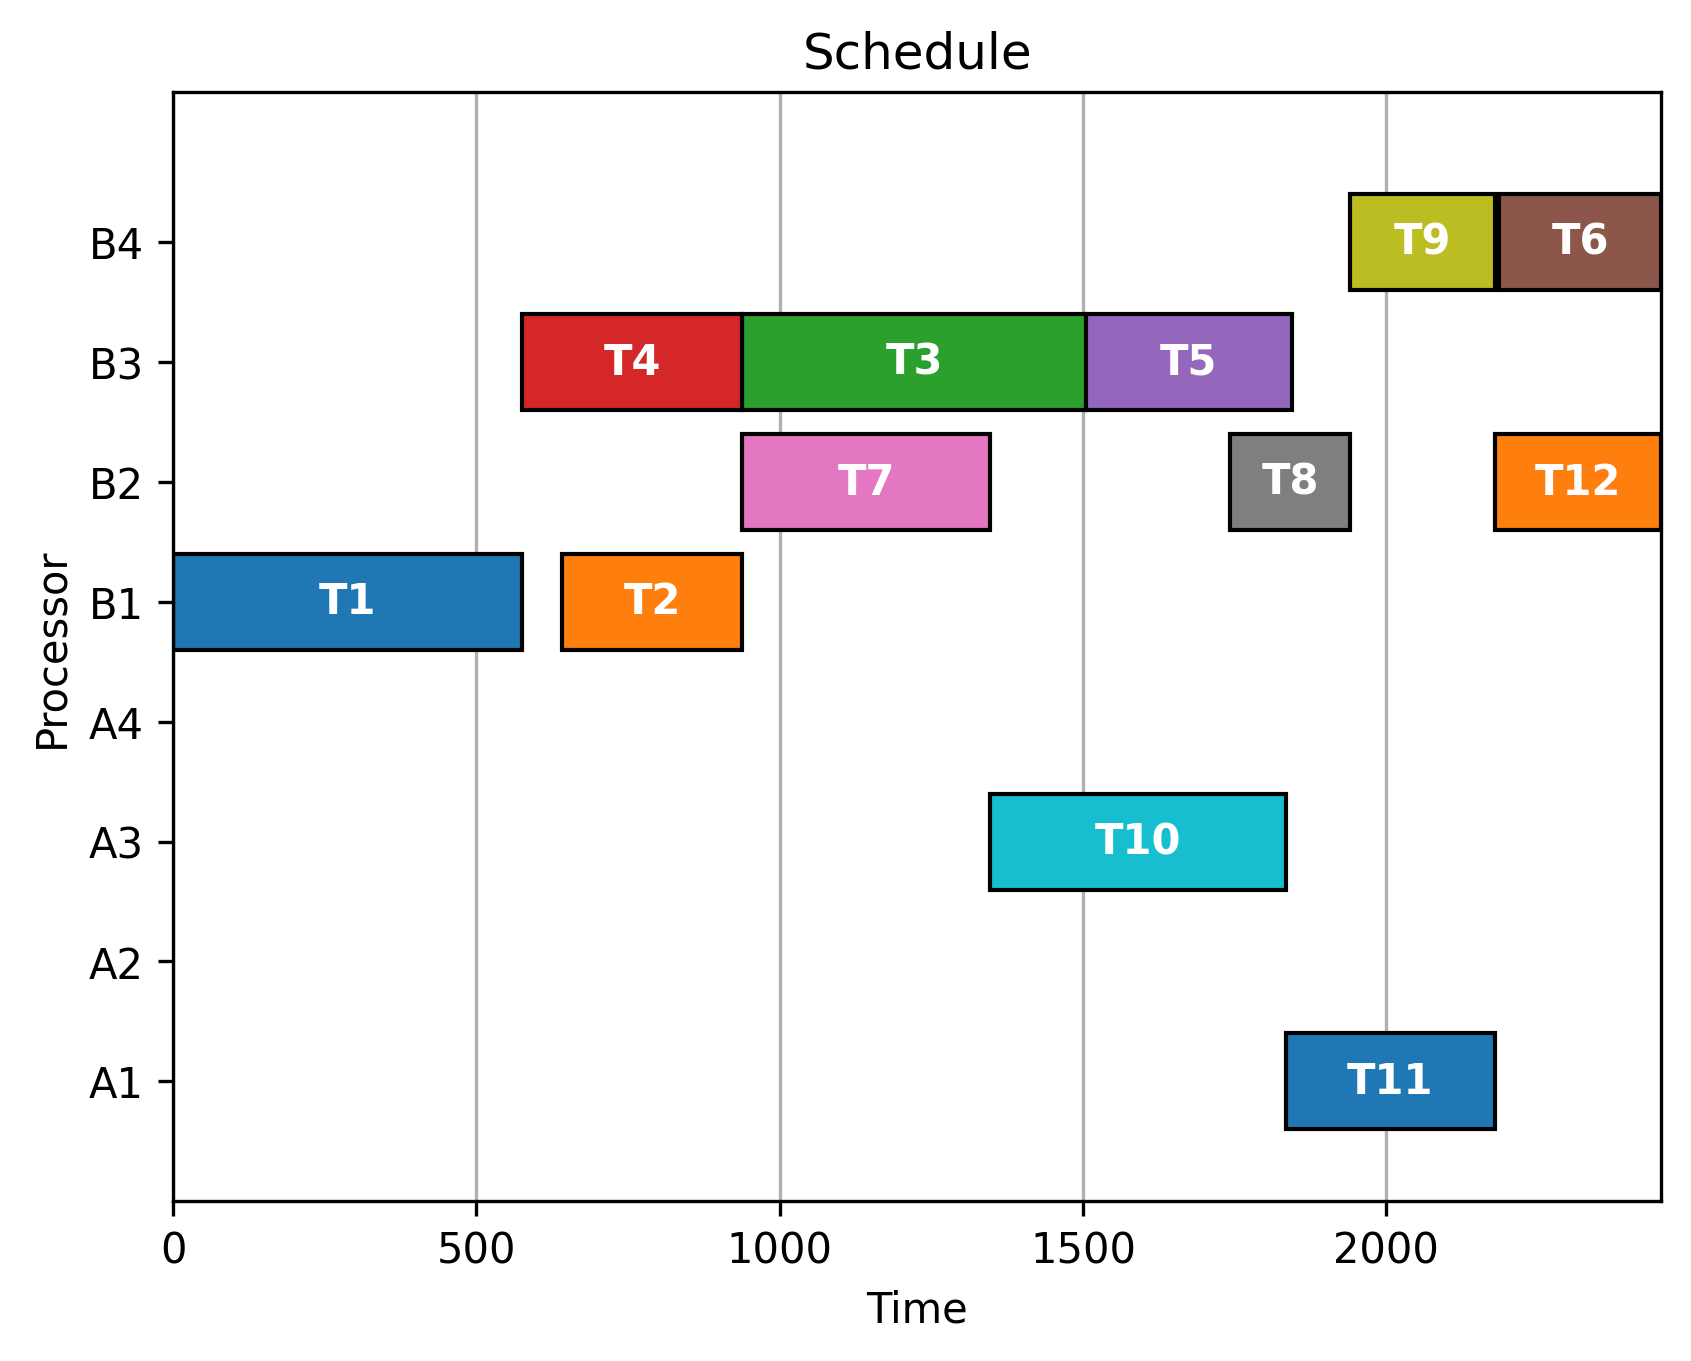 Schedule
B4
T9 T6
B3
T4 T3 T5
B2
T7 T8 T12
B1
T1 T2
A4
A3
T10
A2
A1
T11
Processor
0 500 1000 1500 2000
Time